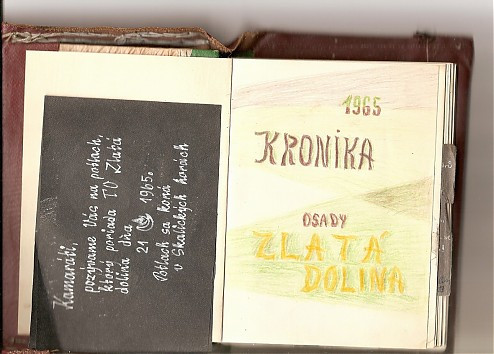 Kamaráti,
pozývame Vás na potlach,
ktorý poriada TO Zlatá
dolina dňa
21 1965.
Potlach sa koná
v Skalických horách
1965
KRONIKA
OSADY
ZLATÁ
DOLINA